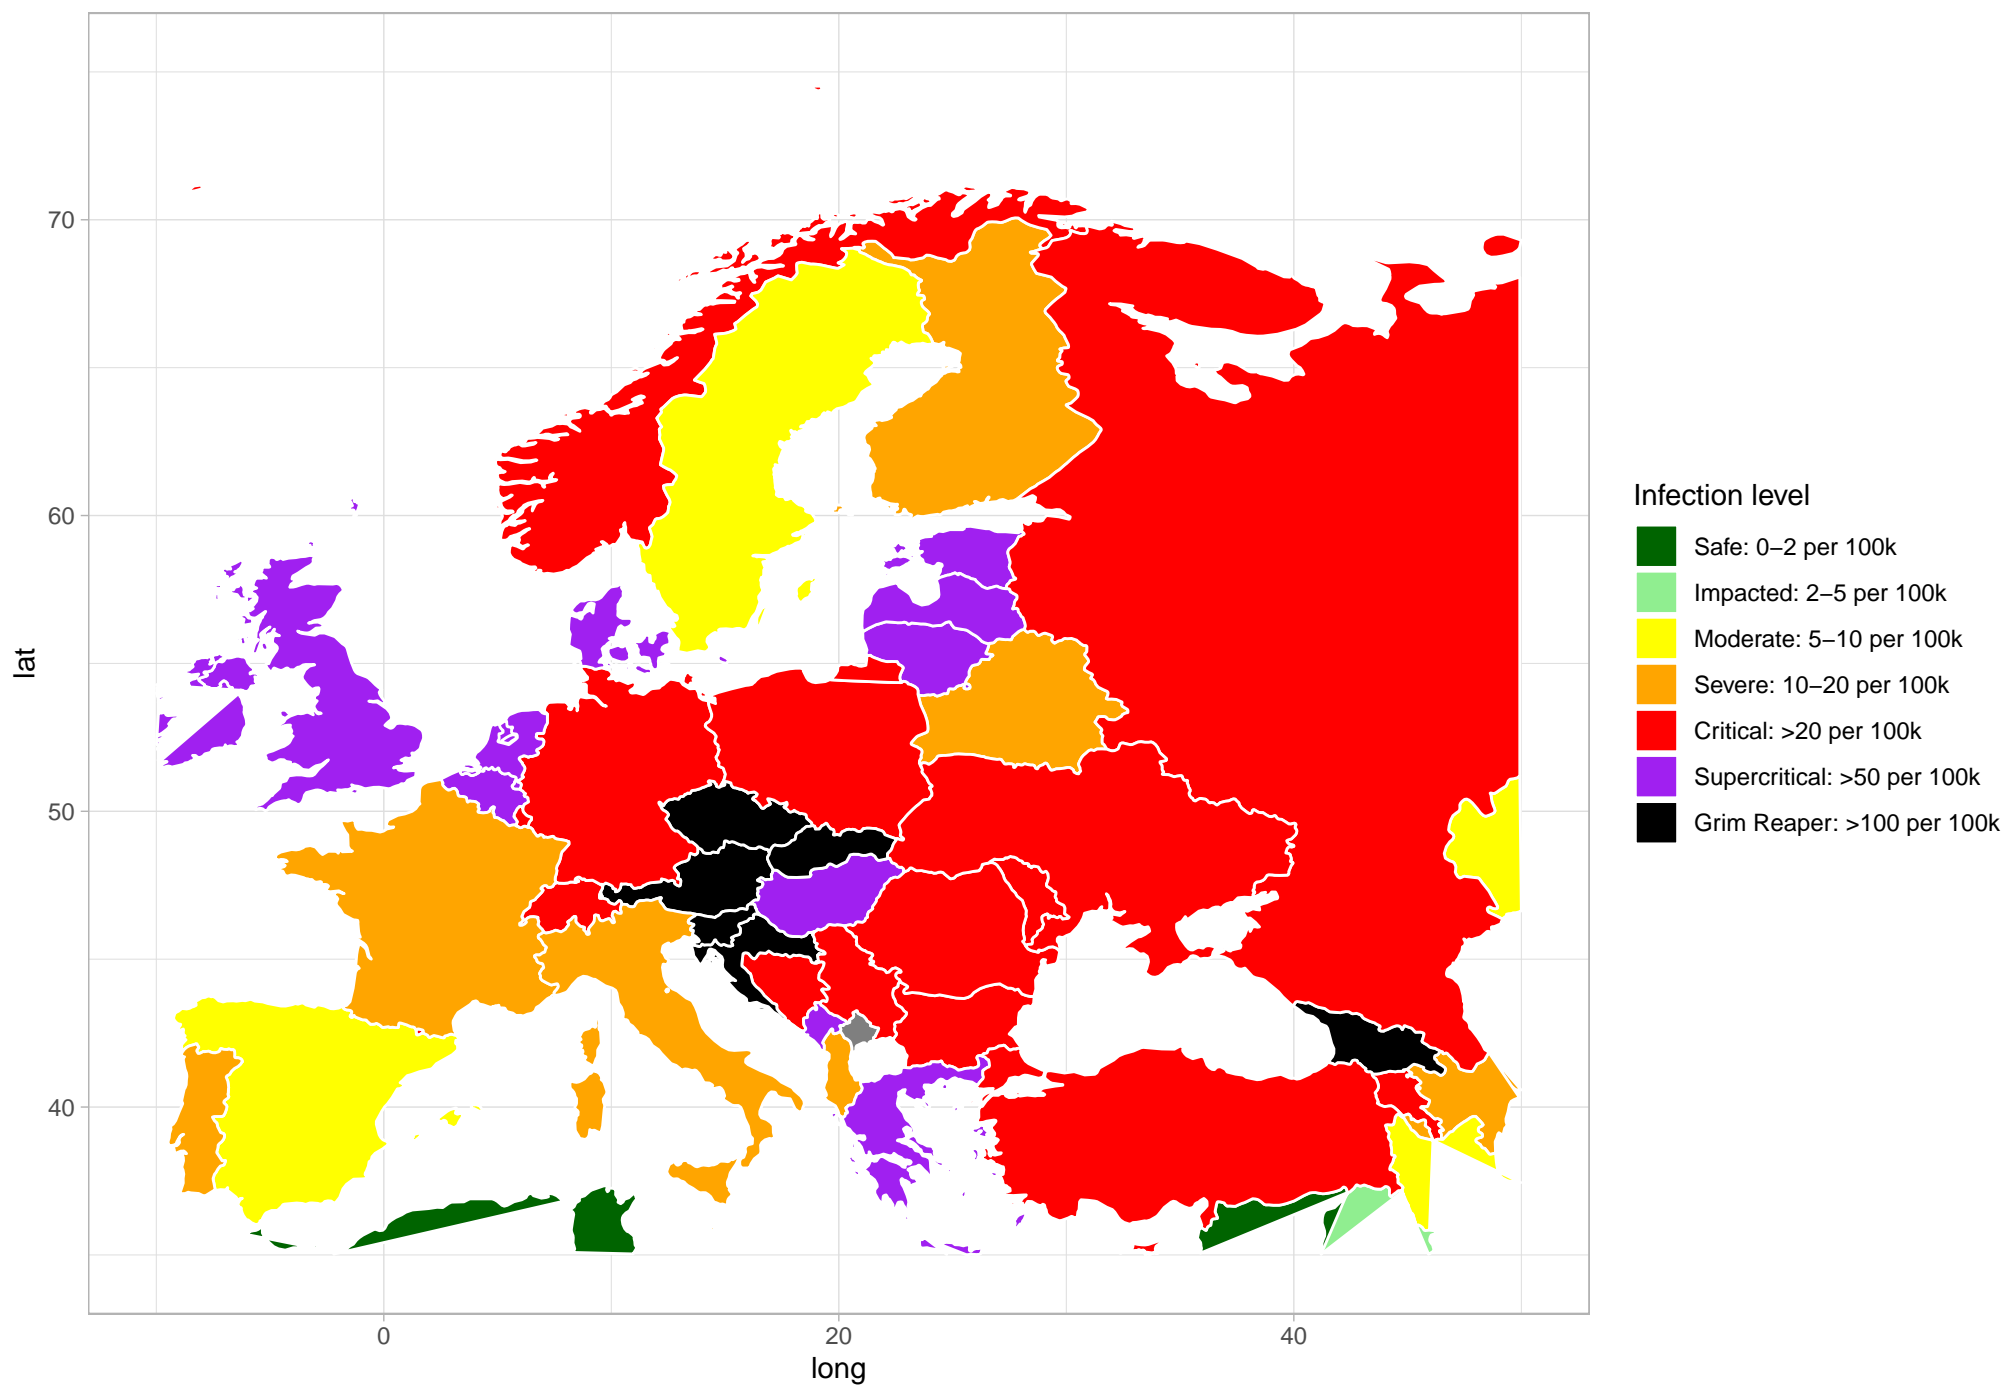 70
60
50
40
lat
0
20
40
long
Infection level
Safe: 0–2 per 100k
Impacted: 2–5 per 100k
Moderate: 5–10 per 100k
Severe: 10–20 per 100k
Critical: >20 per 100k
Supercritical: >50 per 100k
Grim Reaper: >100 per 100k